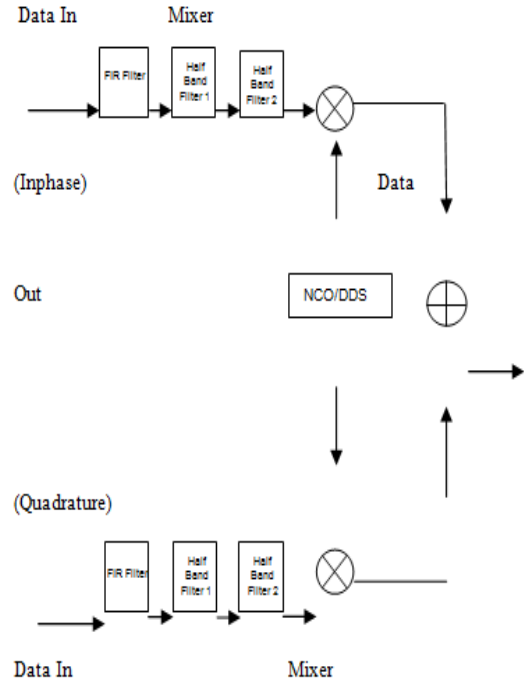 Data In Mixer
FIR Filter
Half
Band
Filter 1
Half
Band
Filter 2
(Inphase) Data
Out
NCO/DDS
(Quadrature)
FIR Filter
Half
Band
Filter 1
Half
Band
Filter 2
Data In Mixer